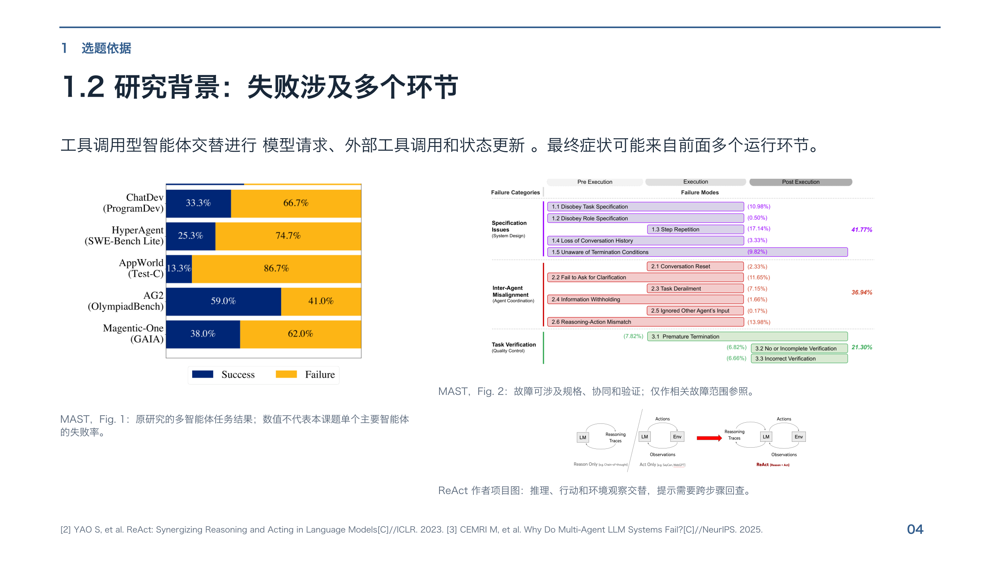 1 选题依据
1.2 研究背景：失败涉及多个环节
工具调用型智能体交替进行 模型请求、外部工具调用和状态更新 。最终症状可能来自前面多个运行环节。
ChatDev
(ProgramDev)
33.3% 66.7%
HyperAgent
(SWE-Bench Lite)
25.3% 74.7%
AppWorld
(Test-C)
13.3% 86.7%
AG2
(OlympiadBench)
59.0% 41.0%
Magentic-One
(GAIA)
38.0% 62.0%
Success Failure
MAST，Fig. 1：原研究的多智能体任务结果；数值不代表本课题单个主要智能体
的失败率。
Pre Execution Execution Post Execution
Failure Categories Failure Modes
Specification
Issues
(System Design)
1.1 Disobey Task Specification (10.98%)
1.2 Disobey Role Specification (0.50%)
1.3 Step Repetition (17.14%)
1.4 Loss of Conversation History (3.33%)
1.5 Unaware of Termination Conditions (9.82%)
41.77%
Inter-Agent
Misalignment
(Agent Coordination)
2.1 Conversation Reset (2.33%)
2.2 Fail to Ask for Clarification (11.65%)
2.3 Task Derailment (7.15%)
2.4 Information Withholding (1.66%)
2.5 Ignored Other Agent's Input (0.17%)
2.6 Reasoning-Action Mismatch (13.98%)
36.94%
Task Verification
(Quality Control)
(7.82%) 3.1 Premature Termination
(6.82%) 3.2 No or Incomplete Verification
(6.66%) 3.3 Incorrect Verification
21.30%
MAST，Fig. 2：故障可涉及规格、协同和验证；仅作相关故障范围参照。
LM
Reasoning
Traces
Reason Only (e.g. Chain-of-thought)
Actions
LM Env
Observations
Act Only (e.g. SayCan, WebGPT)
Actions
Reasoning
Traces
LM Env
Observations
ReAct (Reason + Act)
ReAct 作者项目图：推理、行动和环境观察交替，提示需要跨步骤回查。
[2] YAO S, et al. ReAct: Synergizing Reasoning and Acting in Language Models[C]//ICLR. 2023. [3] CEMRI M, et al. Why Do Multi-Agent LLM Systems Fail?[C]//NeurIPS. 2025.
04